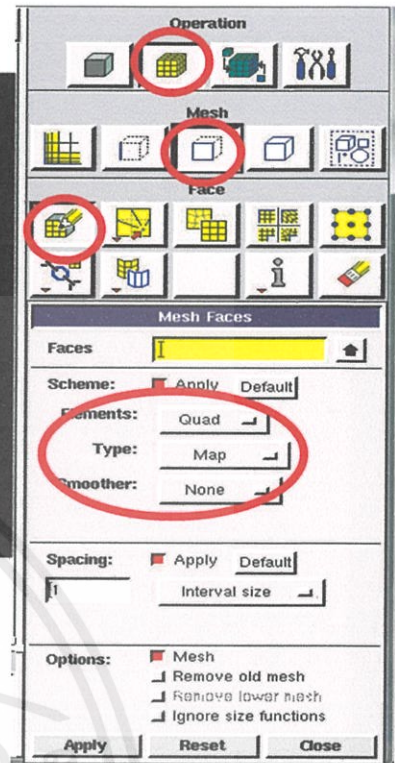 Operation
Mesh
Face
Mesh Faces
Faces
Scheme: Apply Default
Elements: Quad
Type: Map
Smoother: None
Spacing: Apply Default
1 Interval size
Options: Mesh
Remove old mesh
Remove lower mesh
Ignore size functions
Apply Reset Close